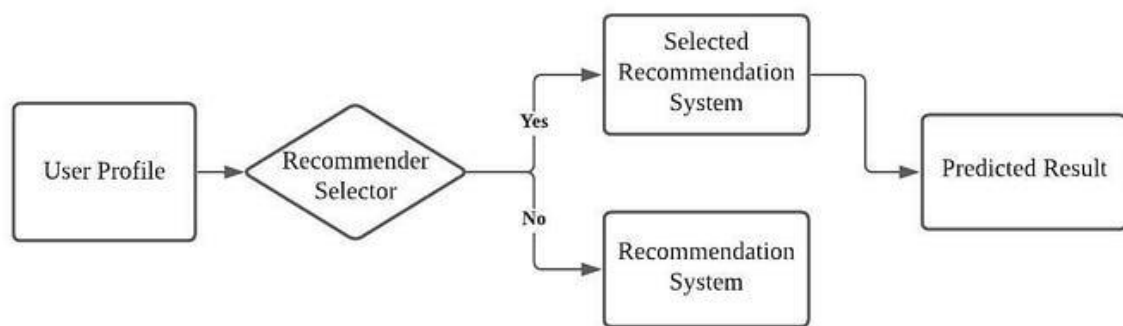 User Profile
Recommender
Selector
Yes
No
Selected
Recommendation
System
Recommendation
System
Predicted Result